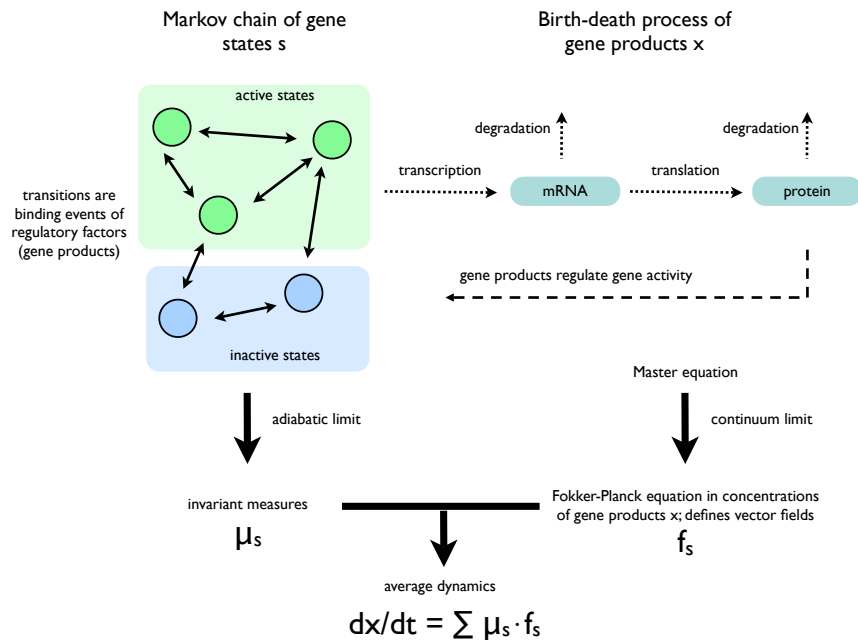 Markov chain of gene
states s
Birth-death process of
gene products x
active states
degradation
degradation
transcription
translation
mRNA
protein
transitions are
binding events of
regulatory factors
(gene products)
gene products regulate gene activity
inactive states
Master equation
adiabatic limit
continuum limit
invariant measures
μs
Fokker-Planck equation in concentrations
of gene products x; defines vector fields
fs
average dynamics
dx/dt = ∑ μs · fs